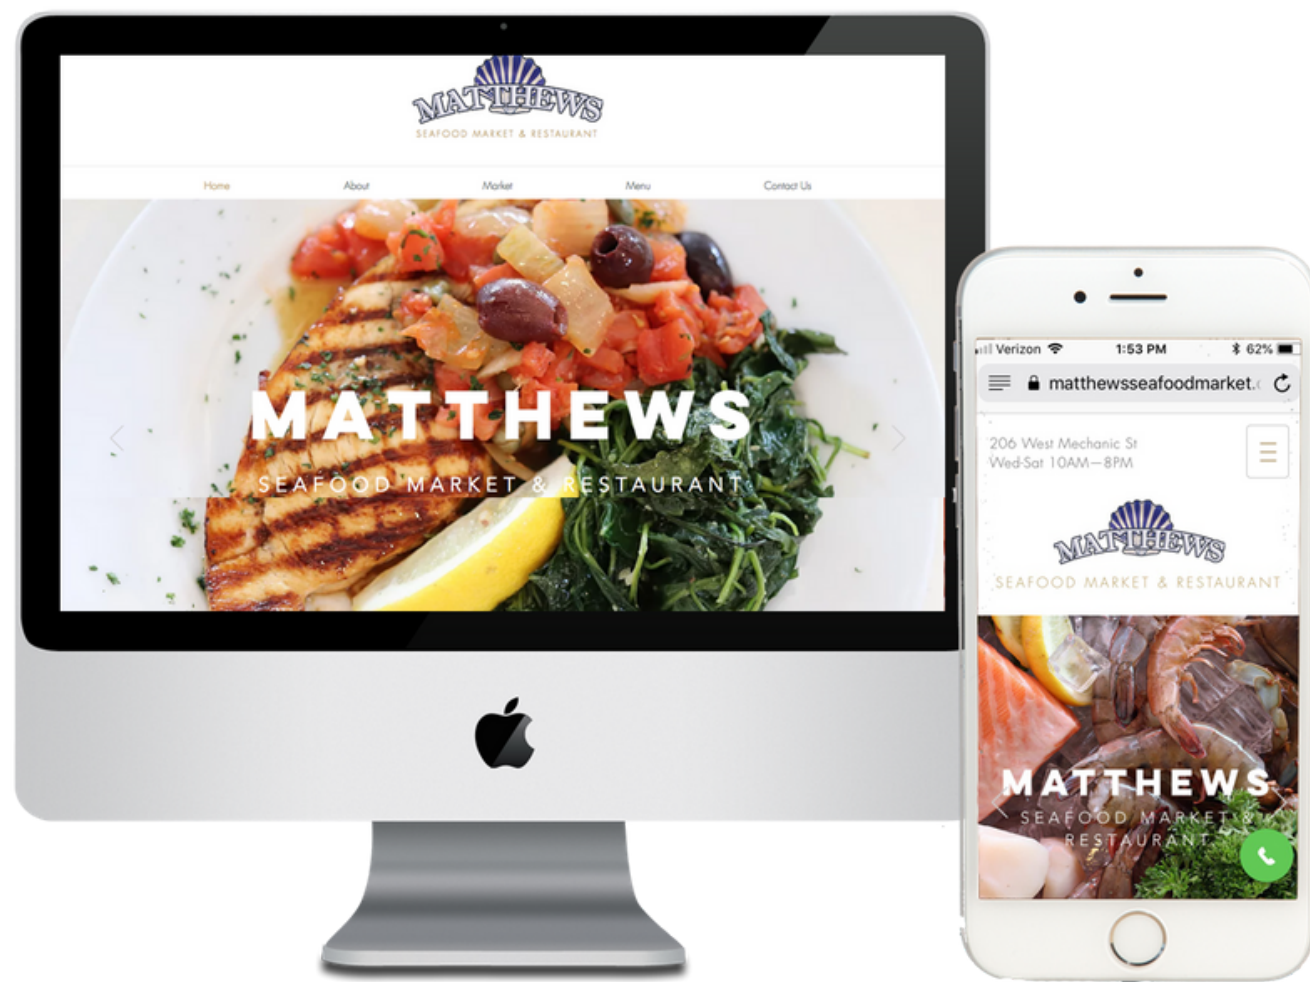 MATTHEWS
SEAFOOD MARKET & RESTAURANT
Home About Market Menu Contact Us
MATTHEWS
SEAFOOD MARKET & RESTAURANT
Verizon 1:53 PM 62%
matthewsseafoodmarket.
206 West Mechanic St
Wed-Sat 10AM—8PM
MATTHEWS
SEAFOOD MARKET & RESTAURANT
MATTHEWS
SEAFOOD MARKET &
RESTAURANT